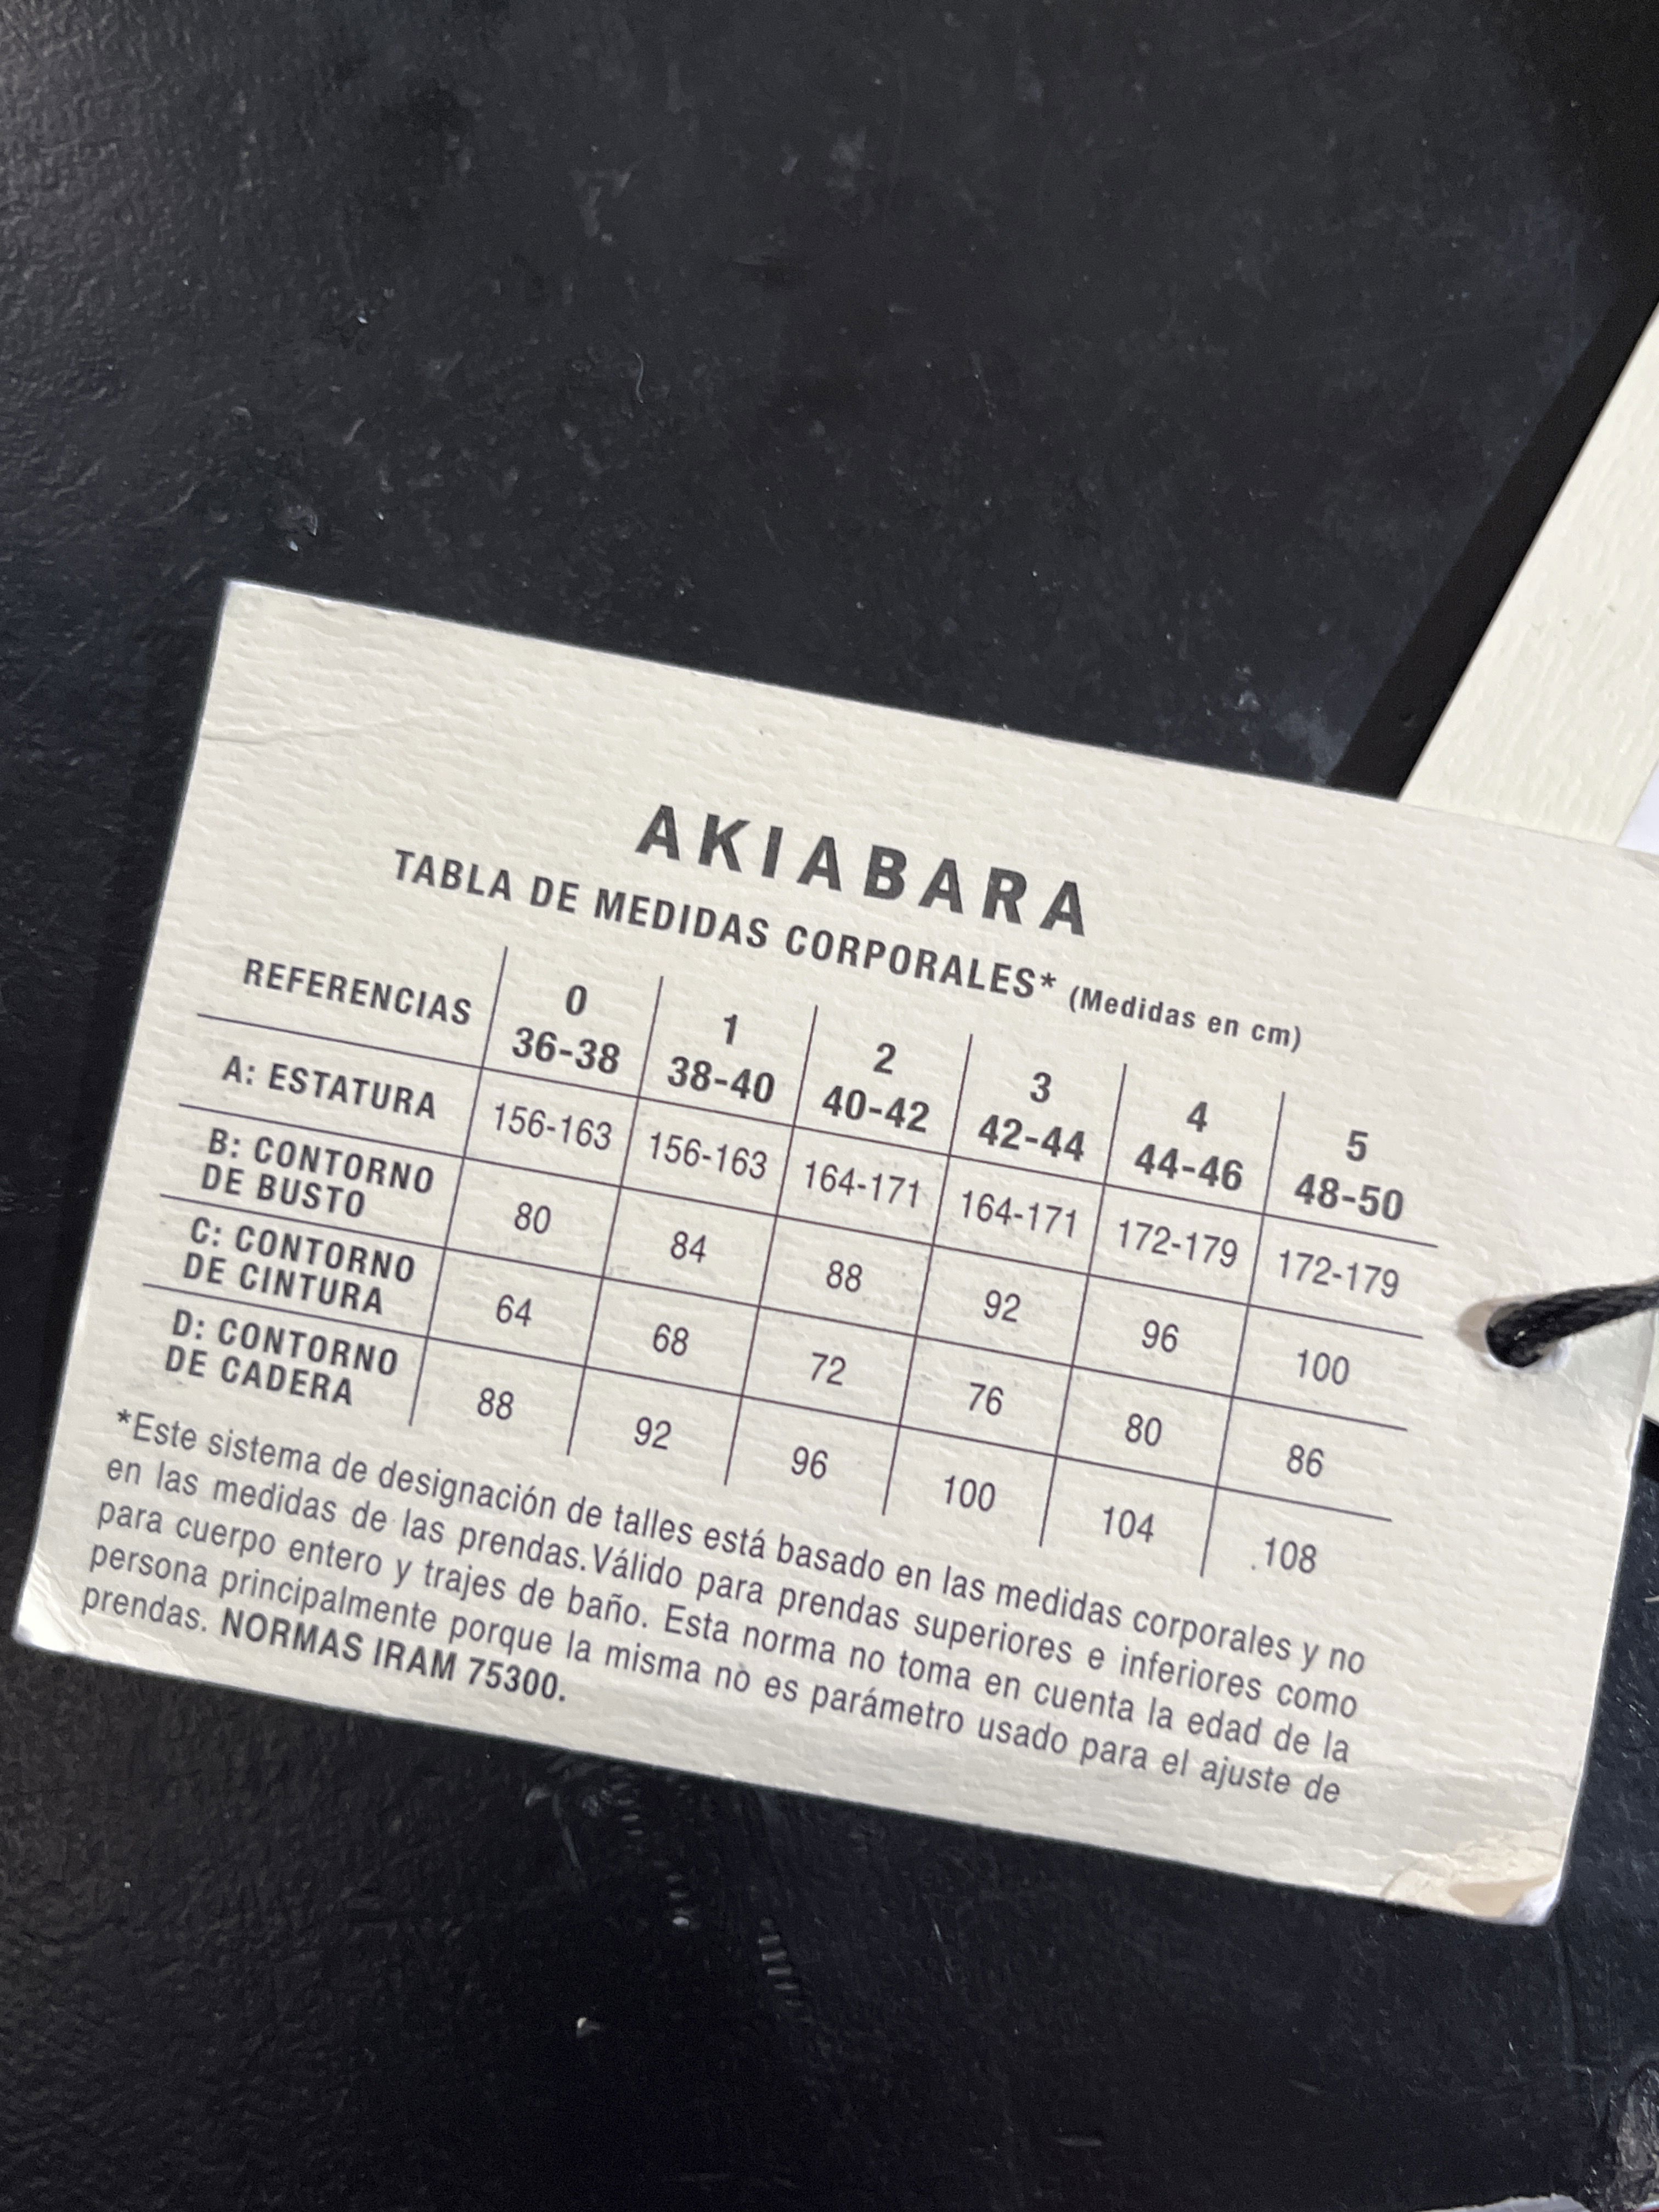 AKIABARA
TABLA DE MEDIDAS CORPORALES* (Medidas en cm)
REFERENCIAS 0 1 2 3 4 5
36-38 38-40 40-42 42-44 44-46 48-50
A: ESTATURA 156-163 156-163 164-171 164-171 172-179 172-179
B: CONTORNO
DE BUSTO 80 84 88 92 96 100
C: CONTORNO
DE CINTURA 64 68 72 76 80 86
D: CONTORNO
DE CADERA 88 92 96 100 104 108
*Este sistema de designación de talles está basado en las medidas corporales y no
en las medidas de las prendas.Válido para prendas superiores e inferiores como
para cuerpo entero y trajes de baño. Esta norma no toma en cuenta la edad de la
persona principalmente porque la misma no es parámetro usado para el ajuste de
prendas. NORMAS IRAM 75300.